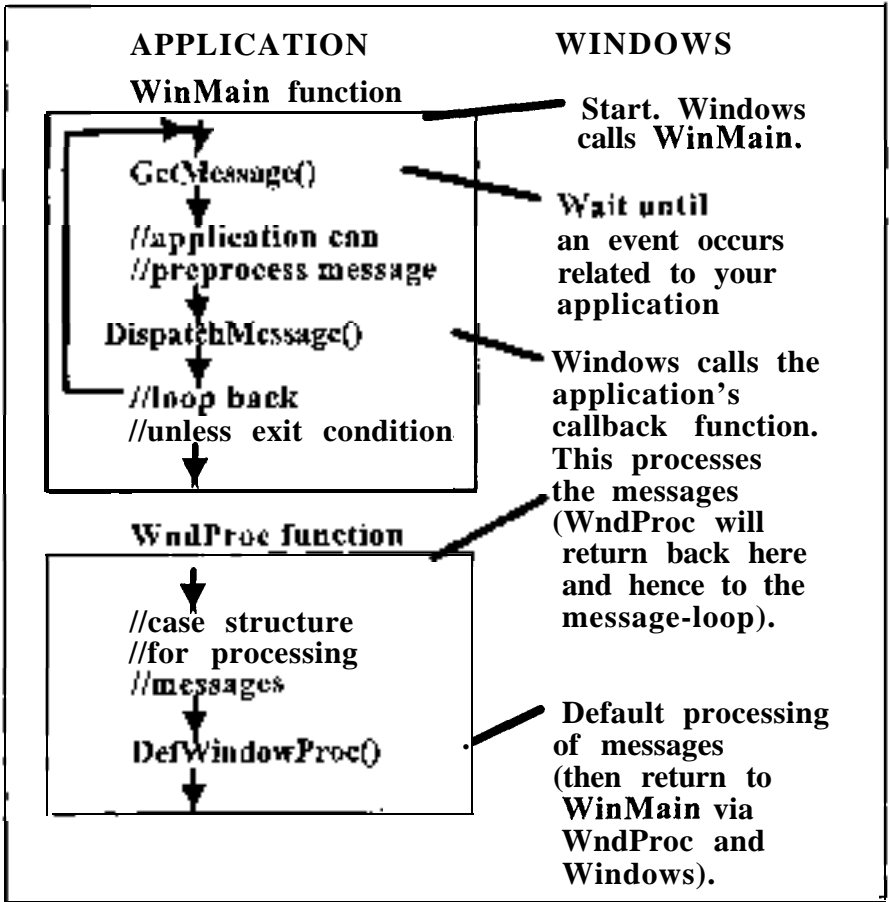 APPLICATION
WinMain function
GetMessage()
//application can
//preprocess message
DispatchMessage()
//loop back
//unless exit condition
WndProc function
//case structure
//for processing
//messages
DefWindowProc()
WINDOWS
Start. Windows
calls WinMain.
Wait until
an event occurs
related to your
application
Windows calls the
application's
callback function.
This processes
the messages
(WndProc will
return back here
and hence to the
message-loop).
Default processing
of messages
(then return to
WinMain via
WndProc and
Windows).